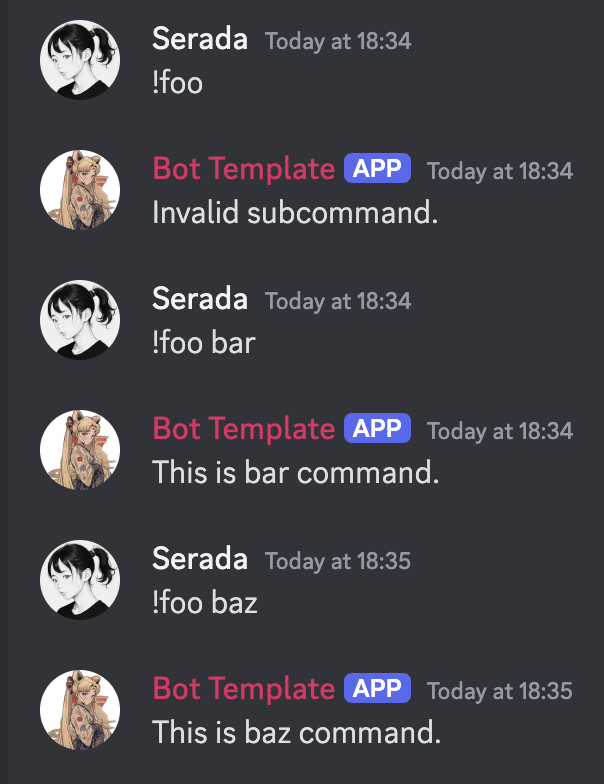 Serada Today at 18:34
!foo
Bot Template APP Today at 18:34
Invalid subcommand.
Serada Today at 18:34
!foo bar
Bot Template APP Today at 18:34
This is bar command.
Serada Today at 18:35
!foo baz
Bot Template APP Today at 18:35
This is baz command.